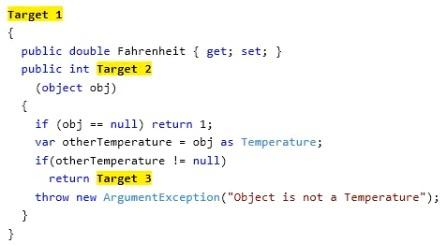 Target 1
{
public double Fahrenheit { get; set; }
public int Target 2
(object obj)
{
if (obj == null) return 1;
var otherTemperature = obj as Temperature;
if(otherTemperature != null)
return Target 3
throw new ArgumentException("Object is not a Temperature");
}
}